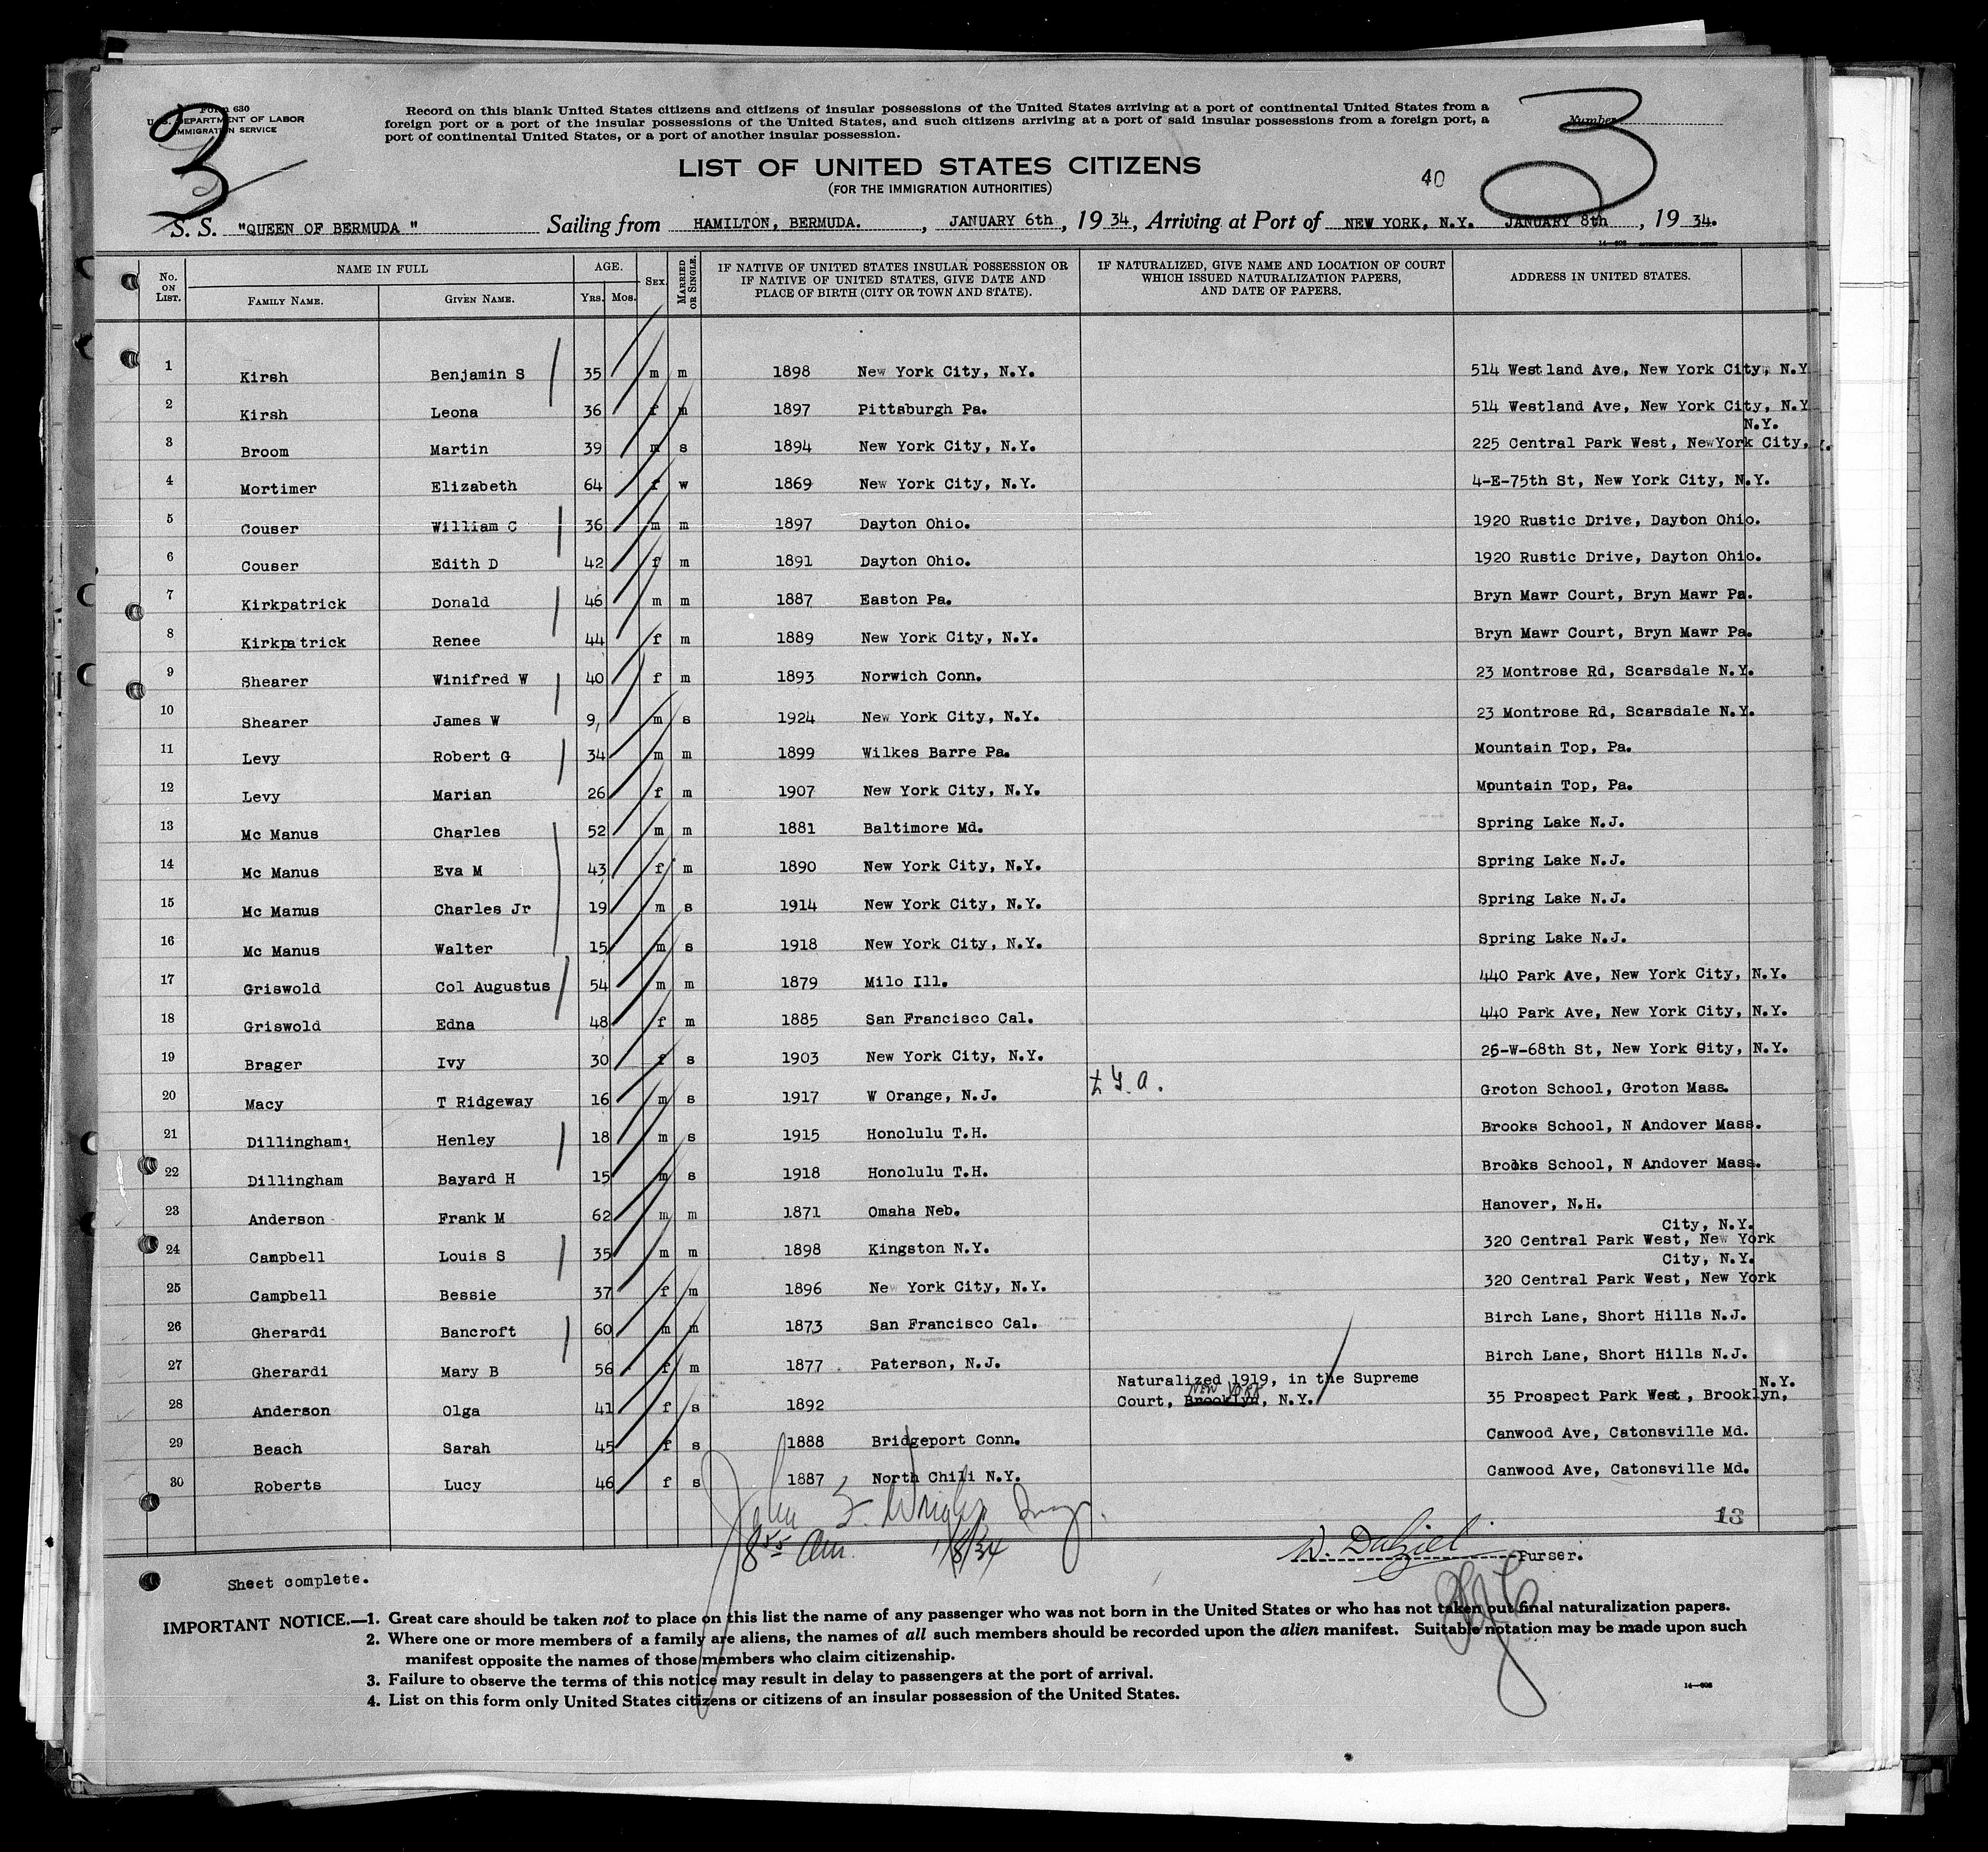 3
Form 630
U. S. DEPARTMENT OF LABOR
IMMIGRATION SERVICE
Record on this blank United States citizens and citizens of insular possessions of the United States arriving at a port of continental United States from a
foreign port or a port of the insular possessions of the United States, and such citizens arriving at a port of said insular possessions from a foreign port, a
port of continental United States, or a port of another insular possession.
Number
3
LIST OF UNITED STATES CITIZENS
(FOR THE IMMIGRATION AUTHORITIES)
40
S. S. "QUEEN OF BERMUDA " Sailing from HAMILTON, BERMUDA. , JANUARY 6th , 19 34, Arriving at Port of NEW YORK, N.Y. JANUARY 8th , 19 34.
No. ON LIST. NAME IN FULL FAMILY NAME. GIVEN NAME. AGE. Yrs. Mos. SEX. MARRIED OR SINGLE. IF NATIVE OF UNITED STATES INSULAR POSSESSION OR IF NATIVE OF UNITED STATES, GIVE DATE AND PLACE OF BIRTH (CITY OR TOWN AND STATE). IF NATURALIZED, GIVE NAME AND LOCATION OF COURT WHICH ISSUED NATURALIZATION PAPERS, AND DATE OF PAPERS. ADDRESS IN UNITED STATES.
1 Kirsh Benjamin S 35 m m 1898 New York City, N.Y. 514 Westland Ave, New York City, N.Y
2 Kirsh Leona 36 f m 1897 Pittsburgh Pa. 514 Westland Ave, New York City, N.Y
N.Y.
3 Broom Martin 39 m s 1894 New York City, N.Y. 225 Central Park West, NewYork City,
4 Mortimer Elizabeth 64 f w 1869 New York City, N.Y. 4-E-75th St, New York City, N.Y.
5 Couser William C 36 m m 1897 Dayton Ohio. 1920 Rustic Drive, Dayton Ohio.
6 Couser Edith D 42 f m 1891 Dayton Ohio. 1920 Rustic Drive, Dayton Ohio.
7 Kirkpatrick Donald 46 m m 1887 Easton Pa. Bryn Mawr Court, Bryn Mawr Pa.
8 Kirkpatrick Renee 44 f m 1889 New York City, N.Y. Bryn Mawr Court, Bryn Mawr Pa.
9 Shearer Winifred W 40 f m 1893 Norwich Conn. 23 Montrose Rd, Scarsdale N.Y.
10 Shearer James W 9, m s 1924 New York City, N.Y. 23 Montrose Rd, Scarsdale N.Y.
11 Levy Robert G 34 m m 1899 Wilkes Barre Pa. Mountain Top, Pa.
12 Levy Marian 26 f m 1907 New York City, N.Y. Mountain Top, Pa.
13 Mc Manus Charles 52 m m 1881 Baltimore Md. Spring Lake N.J.
14 Mc Manus Eva M 43 f m 1890 New York City, N.Y. Spring Lake N.J.
15 Mc Manus Charles Jr 19 m s 1914 New York City, N.Y. Spring Lake N.J.
16 Mc Manus Walter 15 m s 1918 New York City, N.Y. Spring Lake N.J.
17 Griswold Col Augustus 54 m m 1879 Milo Ill. 440 Park Ave, New York City, N.Y.
18 Griswold Edna 48 f m 1885 San Francisco Cal. 440 Park Ave, New York City, N.Y.
19 Brager Ivy 30 f s 1903 New York City, N.Y. 25-W-68th St, New York City, N.Y.
20 Macy T Ridgeway 16 m s 1917 W Orange, N.J. Groton School, Groton Mass.
21 Dillingham, Henley 18 m s 1915 Honolulu T.H. Brooks School, N Andover Mass.
22 Dillingham Bayard H 15 m s 1918 Honolulu T.H. Brooks School, N Andover Mass.
23 Anderson Frank M 62 m m 1871 Omaha Neb. Hanover, N.H.
City, N.Y.
24 Campbell Louis S 35 m m 1898 Kingston N.Y. 320 Central Park West, New York
City, N.Y.
25 Campbell Bessie 37 f m 1896 New York City, N.Y. 320 Central Park West, New York
26 Gherardi Bancroft 60 m m 1873 San Francisco Cal. Birch Lane, Short Hills N.J.
27 Gherardi Mary B 56 f m 1877 Paterson, N.J. Birch Lane, Short Hills N.J.
Naturalized 1919, in the Supreme N.Y.
NEW YORK
28 Anderson Olga 41 f s 1892 Court, Brooklyn, N.Y. 35 Prospect Park West, Brooklyn,
29 Beach Sarah 45 f s 1888 Bridgeport Conn. Canwood Ave, Catonsville Md.
30 Roberts Lucy 46 f s 1887 North Chili N.Y. Canwood Ave, Catonsville Md.
13
John
8 55 Am. 1/8/34
W. Dalziel Purser.
Sheet complete.
IMPORTANT NOTICE.—1. Great care should be taken not to place on this list the name of any passenger who was not born in the United States or who has not taken out final naturalization papers.
2. Where one or more members of a family are aliens, the names of all such members should be recorded upon the alien manifest. Suitable notation may be made upon such
manifest opposite the names of those members who claim citizenship.
3. Failure to observe the terms of this notice may result in delay to passengers at the port of arrival.
4. List on this form only United States citizens or citizens of an insular possession of the United States.
14—608